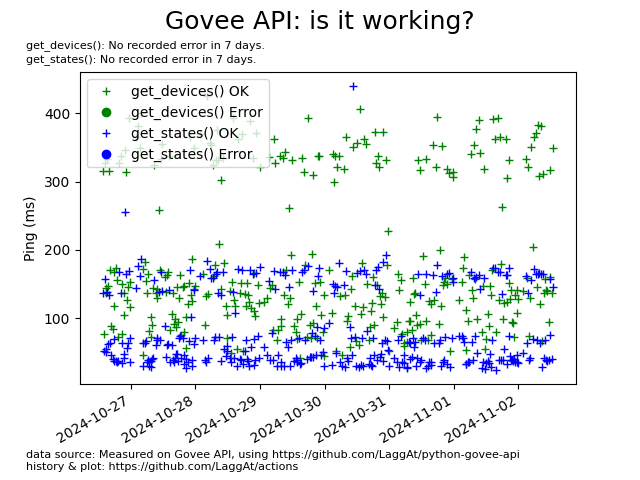 Govee API: is it working?
get_devices(): No recorded error in 7 days.
get_states(): No recorded error in 7 days.
get_devices() OK
get_devices() Error
get_states() OK
get_states() Error
Ping (ms)
400
300
200
100
2024-10-27
2024-10-28
2024-10-29
2024-10-30
2024-10-31
2024-11-01
2024-11-02
data source: Measured on Govee API, using https://github.com/LaggAt/python-govee-api
history & plot: https://github.com/LaggAt/actions